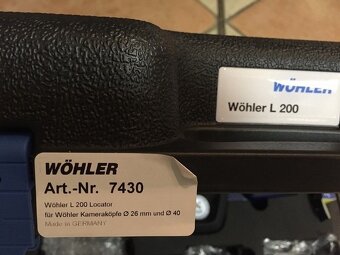 WÖHLER
Wöhler L 200
WÖHLER
Art.-Nr. 7430
Wöhler L 200 Locator
für Wöhler Kameraköpfe Ø 26 mm und Ø 40
Made in GERMANY